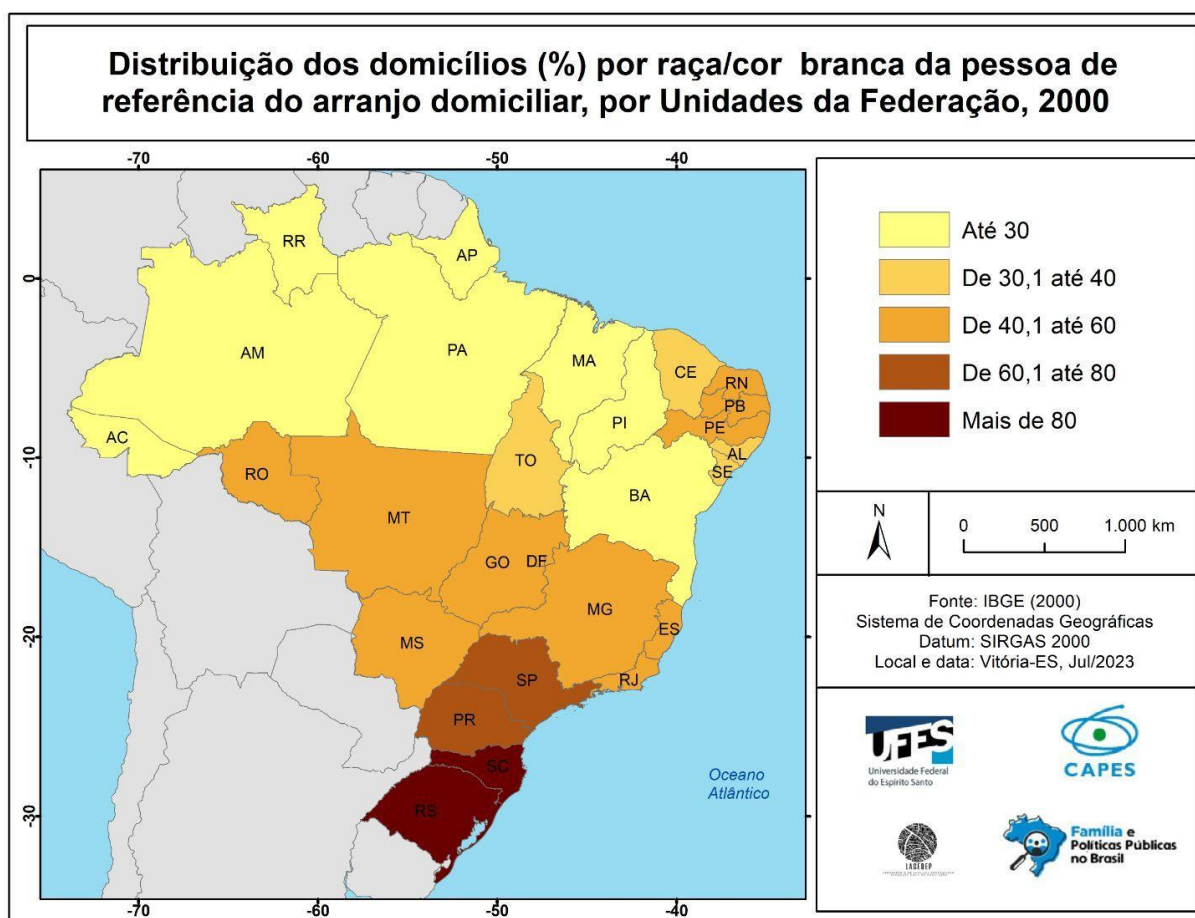 Distribuição dos domicílios (%) por raça/cor branca da pessoa de
referência do arranjo domiciliar, por Unidades da Federação, 2000
-70
-60
-50
-40
0
-10
-20
-30
-70
-60
-50
-40
RR
AP
AM
PA
MA
CE
RN
PB
PE
PI
AL
SE
AC
RO
TO
BA
MT
GO
DF
MG
ES
MS
SP
RJ
PR
SC
RS
Oceano
Atlântico
Até 30
De 30,1 até 40
De 40,1 até 60
De 60,1 até 80
Mais de 80
N
0 500 1.000 km
Fonte: IBGE (2000)
Sistema de Coordenadas Geográficas
Datum: SIRGAS 2000
Local e data: Vitória-ES, Jul/2023
UFES
Universidade Federal
do Espírito Santo
CAPES
LAGEDEP
Família e
Políticas Públicas
no Brasil